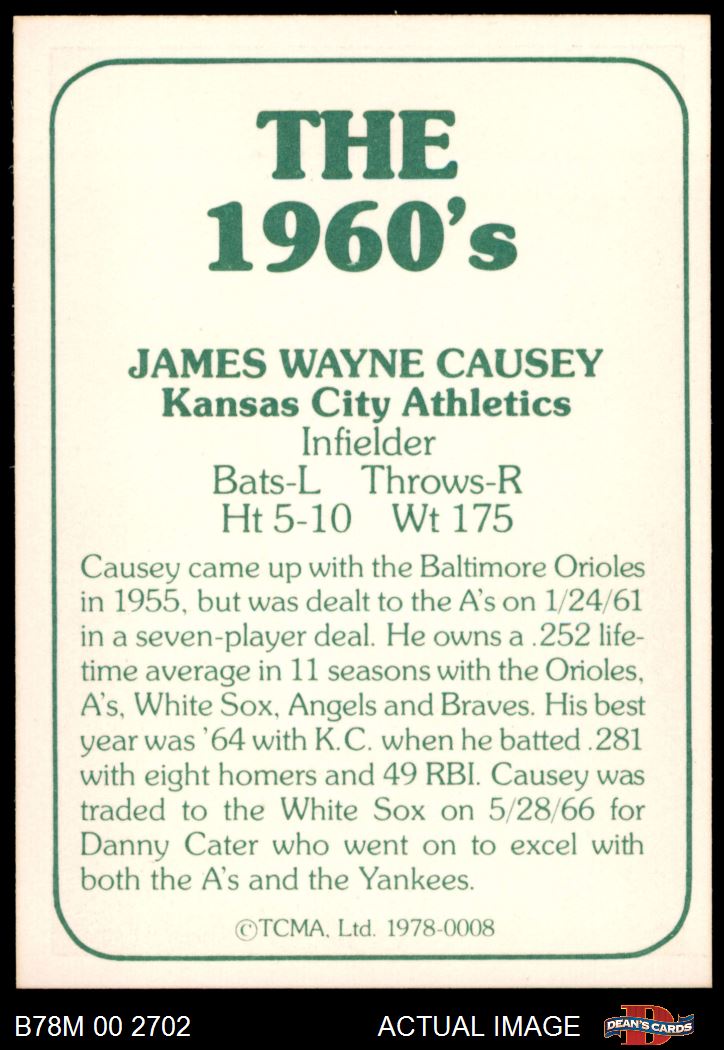 THE
1960's
JAMES WAYNE CAUSEY
Kansas City Athletics
Infielder
Bats-L Throws-R
Ht 5-10 Wt 175
Causey came up with the Baltimore Orioles
in 1955, but was dealt to the A's on 1/24/61
in a seven-player deal. He owns a .252 life-
time average in 11 seasons with the Orioles,
A's, White Sox, Angels and Braves. His best
year was '64 with K.C. when he batted .281
with eight homers and 49 RBI. Causey was
traded to the White Sox on 5/28/66 for
Danny Cater who went on to excel with
both the A's and the Yankees.
©TCMA, Ltd. 1978-0008
B78M 00 2702 ACTUAL IMAGE D DEAN'S CARDS